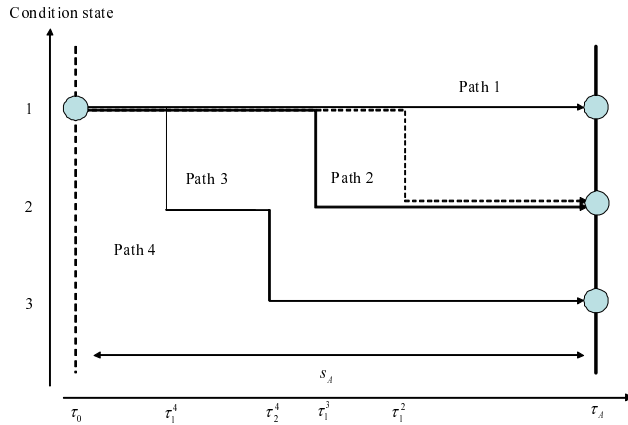 Condition state
Path 1
1
Path 3
Path 2
2
Path 4
3
s_A
τ_0
τ_1^4
τ_2^4
τ_1^3
τ_1^2
τ_A